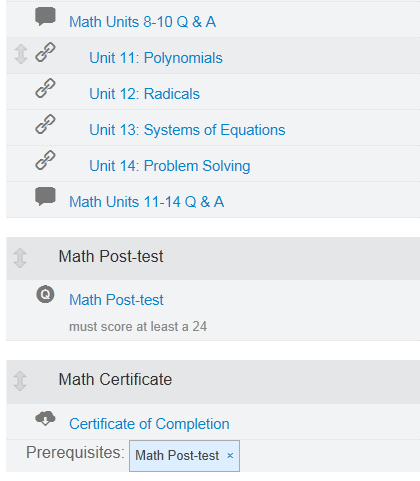 Math Units 8-10 Q & A
Unit 11: Polynomials
Unit 12: Radicals
Unit 13: Systems of Equations
Unit 14: Problem Solving
Math Units 11-14 Q & A
Math Post-test
Q Math Post-test
must score at least a 24
Math Certificate
Certificate of Completion
Prerequisites: Math Post-test ×